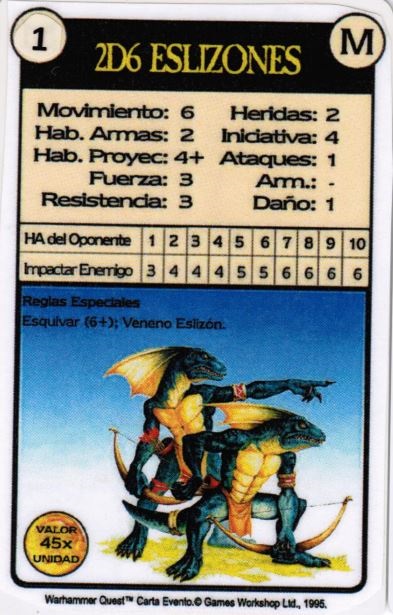 1
M
2D6 ESLIZONES
Movimiento: 6 Heridas: 2
Hab. Armas: 2 Iniciativa: 4
Hab. Proyec: 4+ Ataques: 1
Fuerza: 3 Arm.: -
Resistencia: 3 Daño: 1
HA del Oponente 1 2 3 4 5 6 7 8 9 10
Impactar Enemigo 3 4 4 4 5 5 6 6 6 6
Reglas Especiales
Esquivar (6+); Veneno Eslizón.
VALOR
45x
UNIDAD
Warhammer Quest™ Carta Evento.© Games Workshop Ltd., 1995.